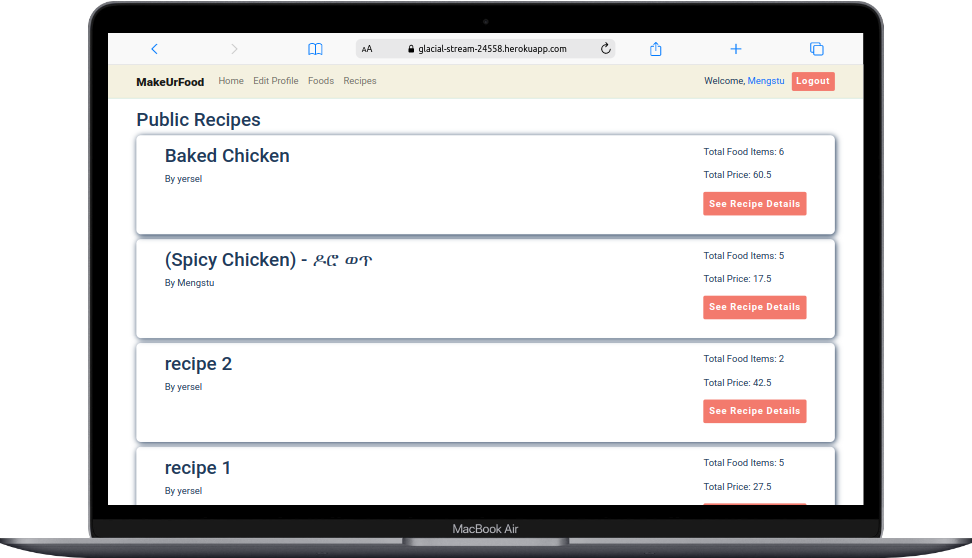 AA glacial-stream-24558.herokuapp.com
MakeUrFood Home Edit Profile Foods Recipes Welcome, Mengstu Logout
Public Recipes
Baked Chicken
By yersel
Total Food Items: 6
Total Price: 60.5
See Recipe Details
(Spicy Chicken) - ዶሮ ወጥ
By Mengstu
Total Food Items: 5
Total Price: 17.5
See Recipe Details
recipe 2
By yersel
Total Food Items: 2
Total Price: 42.5
See Recipe Details
recipe 1
By yersel
Total Food Items: 5
Total Price: 27.5
MacBook Air